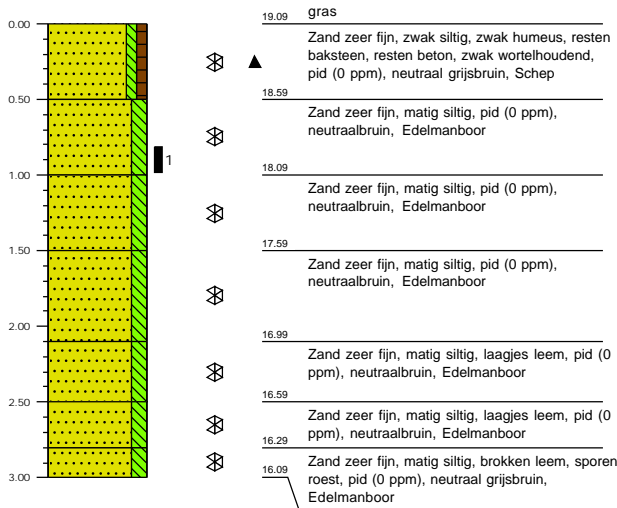 gras
0.00
19.09
Zand zeer fijn, zwak siltig, zwak humeus, resten
baksteen, resten beton, zwak wortelhoudend,
pid (0 ppm), neutraal grijsbruin, Schep
0.50
18.59
Zand zeer fijn, matig siltig, pid (0 ppm),
neutraalbruin, Edelmanboor
1
1.00
18.09
Zand zeer fijn, matig siltig, pid (0 ppm),
neutraalbruin, Edelmanboor
1.50
17.59
Zand zeer fijn, matig siltig, pid (0 ppm),
neutraalbruin, Edelmanboor
2.00
16.99
Zand zeer fijn, matig siltig, laagjes leem, pid (0
ppm), neutraalbruin, Edelmanboor
2.50
16.59
Zand zeer fijn, matig siltig, laagjes leem, pid (0
ppm), neutraalbruin, Edelmanboor
16.29
Zand zeer fijn, matig siltig, brokken leem, sporen
roest, pid (0 ppm), neutraal grijsbruin,
Edelmanboor
3.00
16.09